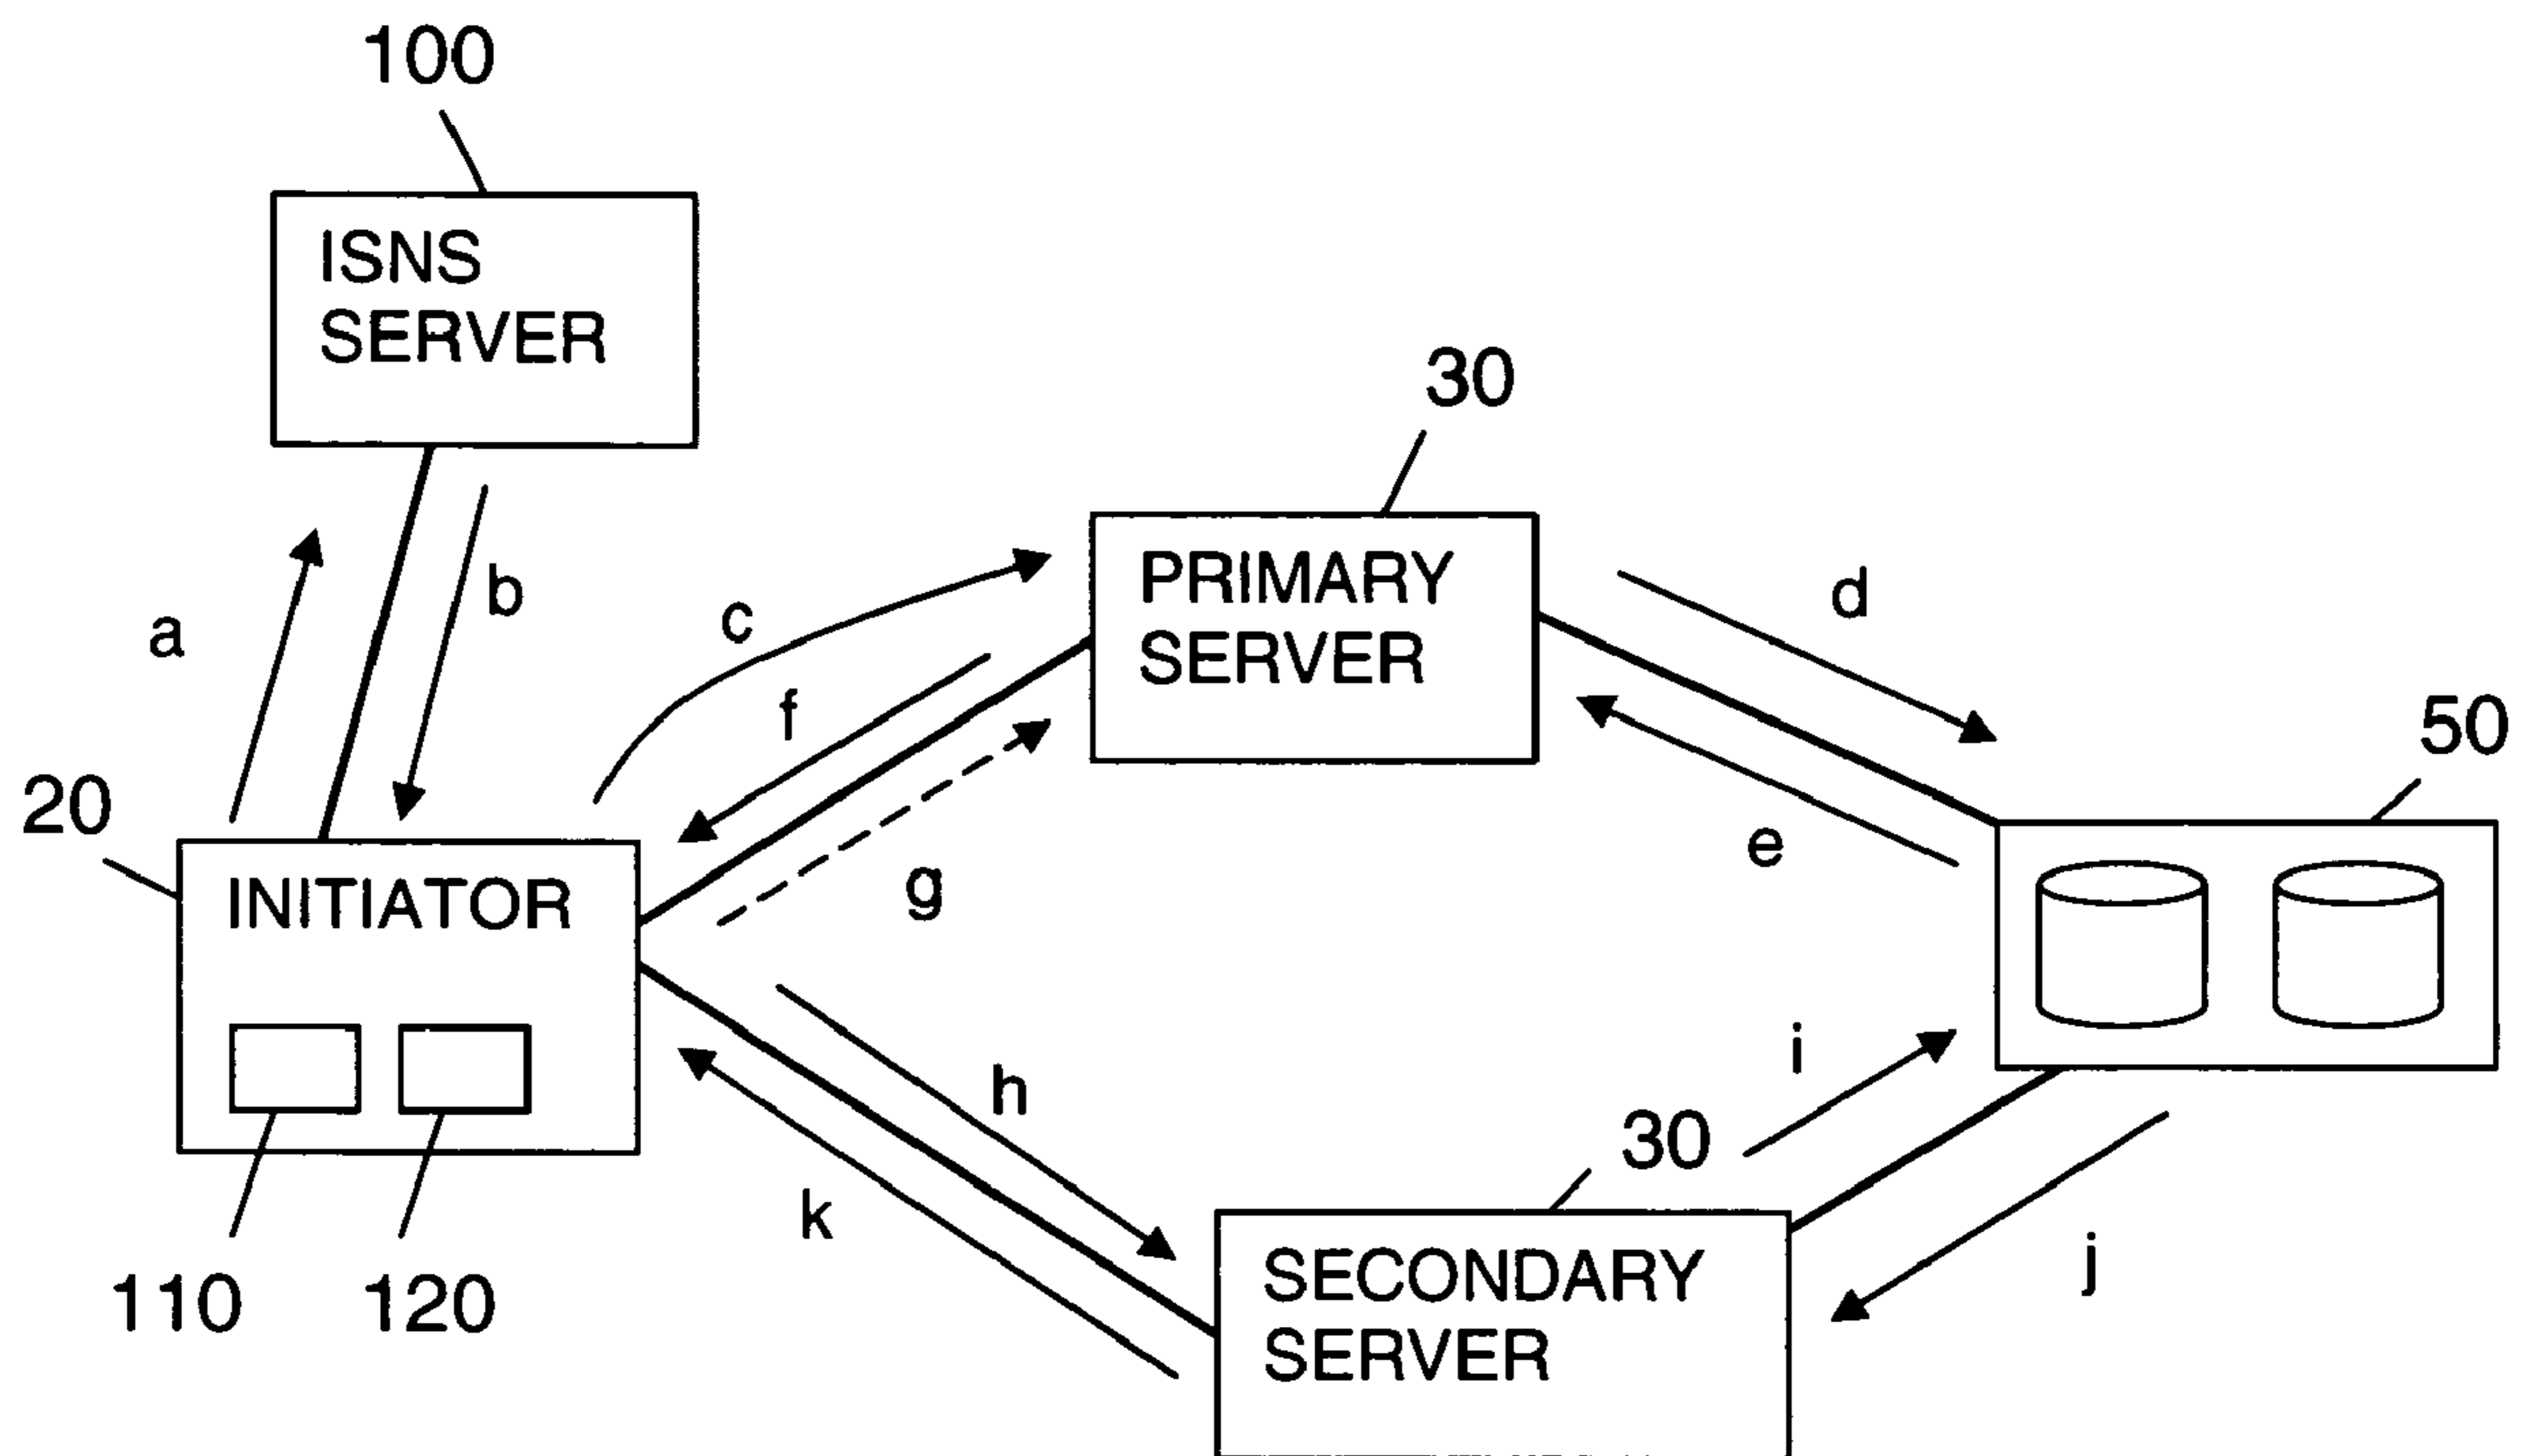 100
ISNS
SERVER
30
PRIMARY
SERVER
a
b
c
d
f
e
g
50
20
INITIATOR
h
i
30
k
j
110
120
SECONDARY
SERVER